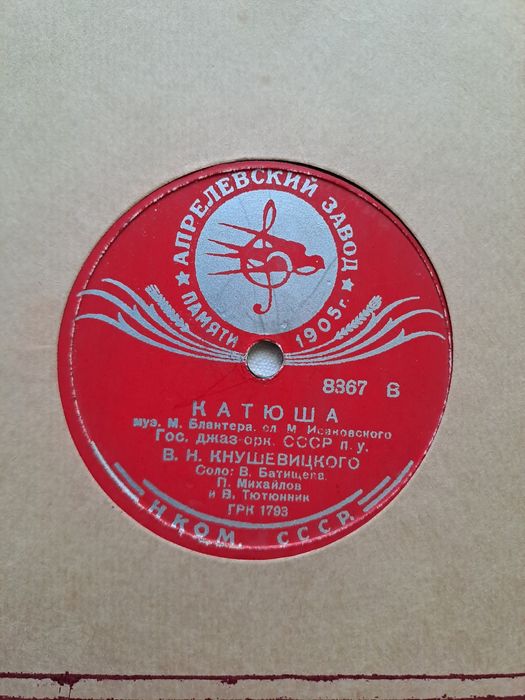 ★ АПРЕЛЕВСКИЙ ЗАВОД ★
ПАМЯТИ 1905 г.
8367 В
КАТЮША
муз. М. Блантера, сл. М. Исаковского
Гос. джаз-орк. СССР п. у.
В. Н. КНУШЕВИЦКОГО
Соло: В. Батищева,
П. Михайлов
и В. Тютюнник
ГРК 1793
НКОМ. СССР.